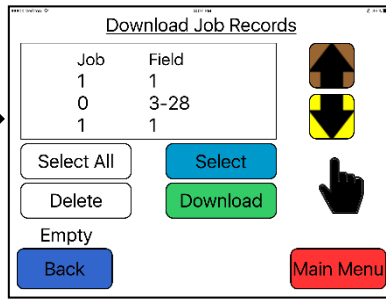 Download Job Records
Job Field
1 1
0 3-28
1 1
Select All Select
Delete Download
Empty
Back Main Menu